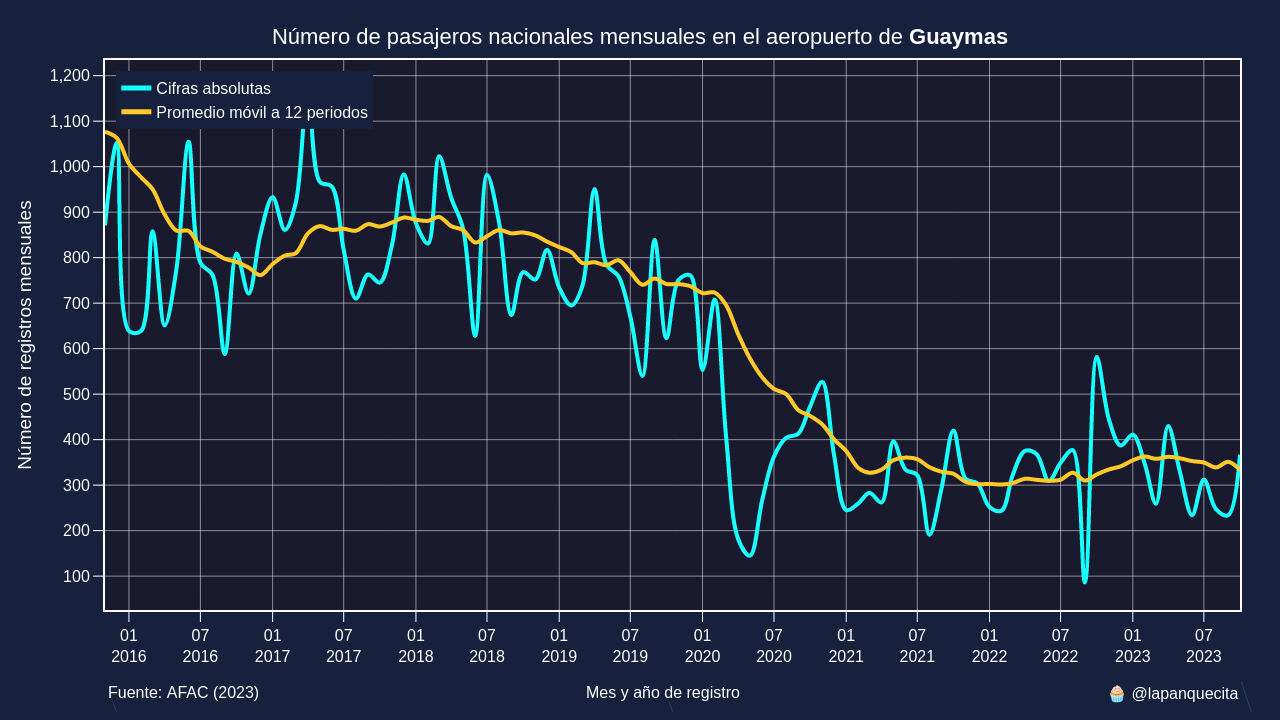 Número de pasajeros nacionales mensuales en el aeropuerto de Guaymas
Cifras absolutas
Promedio móvil a 12 periodos
Número de registros mensuales
1,200
1,100
1,000
900
800
700
600
500
400
300
200
100
01 07 01 07 01 07 01 07 01 07 01 07 01 07 01 07
2016 2016 2017 2017 2018 2018 2019 2019 2020 2020 2021 2021 2022 2022 2023 2023
Fuente: AFAC (2023) Mes y año de registro 🧁 @lapanquecita